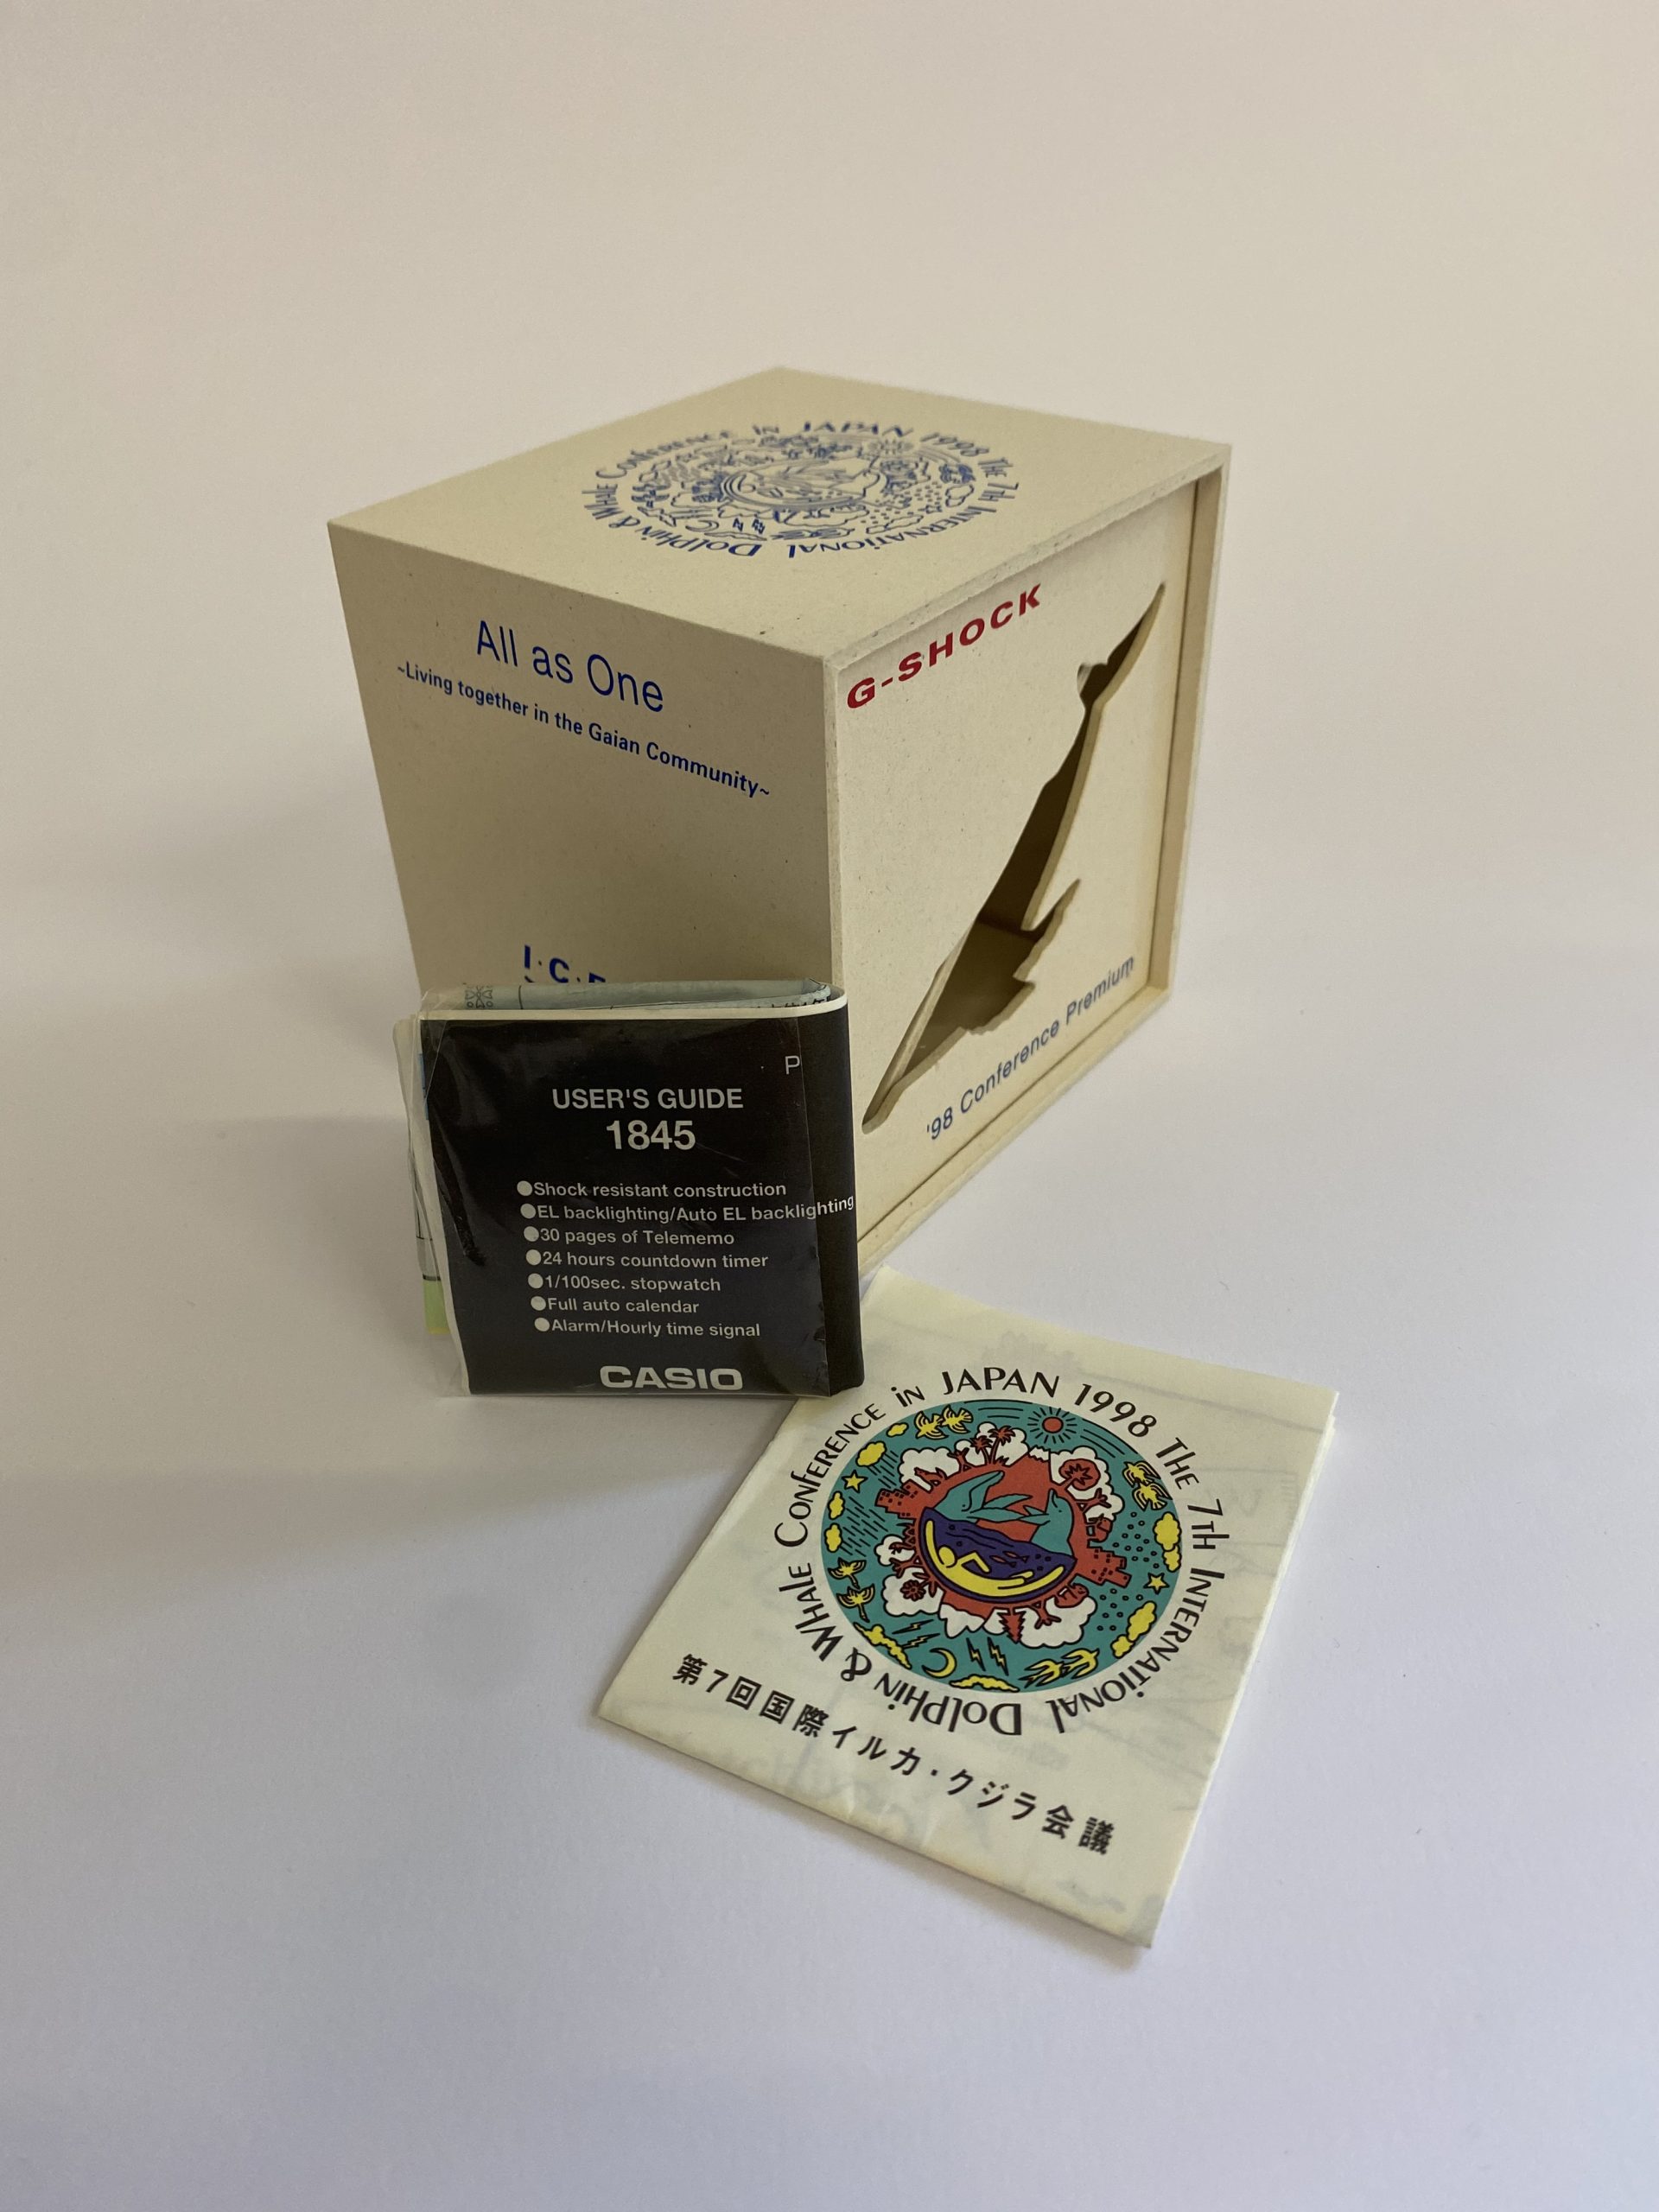 Dolphin & Whale Conference in JAPAN 1998 The 7th International
All as One
~Living together in the Gaian Community~
I.C.E
G-SHOCK
'98 Conference Premium
P
USER'S GUIDE
1845
●Shock resistant construction
●EL backlighting/Auto EL backlighting
●30 pages of Telememo
●24 hours countdown timer
●1/100sec. stopwatch
●Full auto calendar
●Alarm/Hourly time signal
CASIO
Dolphin & Whale Conference in JAPAN 1998 The 7th International
第7回国際イルカ・クジラ会議